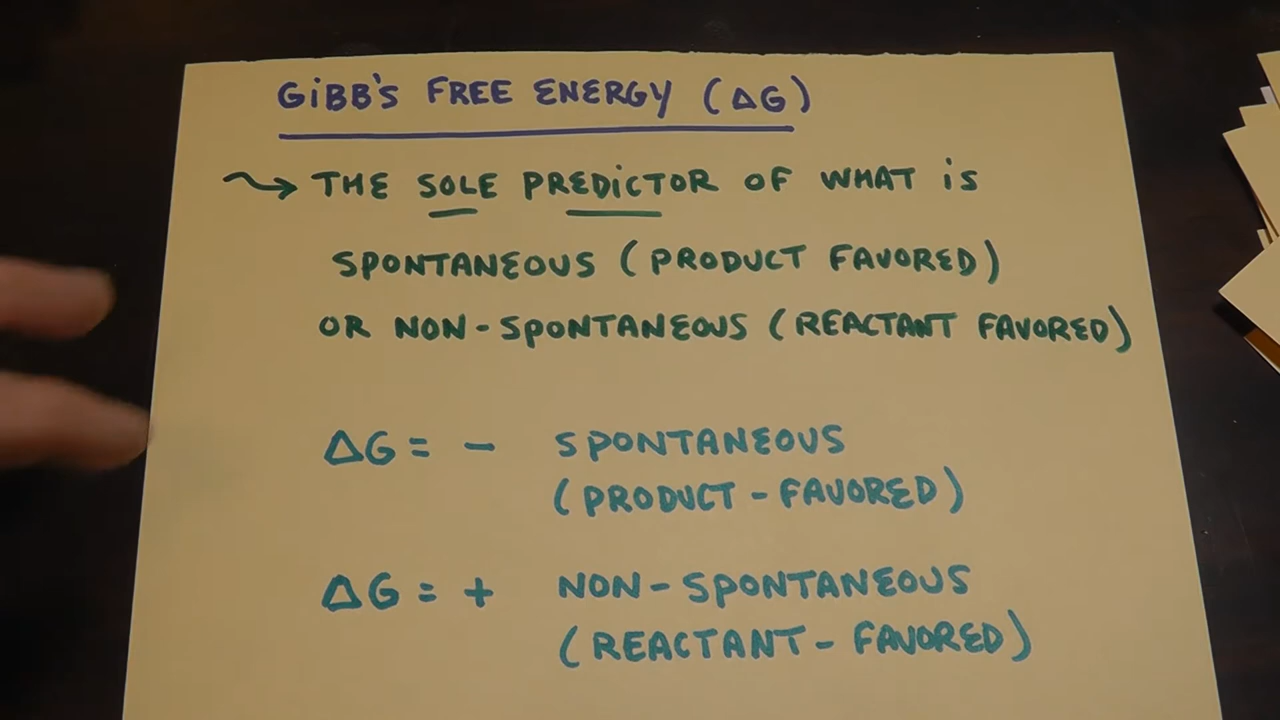 GiBB'S FREE ENERGY (ΔG)
THE SOLE PREDiCTOR OF WHAT iS
SPONTANEOUS (PRODUCT FAVORED)
OR NON-SPONTANEOUS (REACTANT FAVORED)
ΔG = - SPONTANEOUS
(PRODUCT-FAVORED)
ΔG = + NON-SPONTANEOUS
(REACTANT-FAVORED)